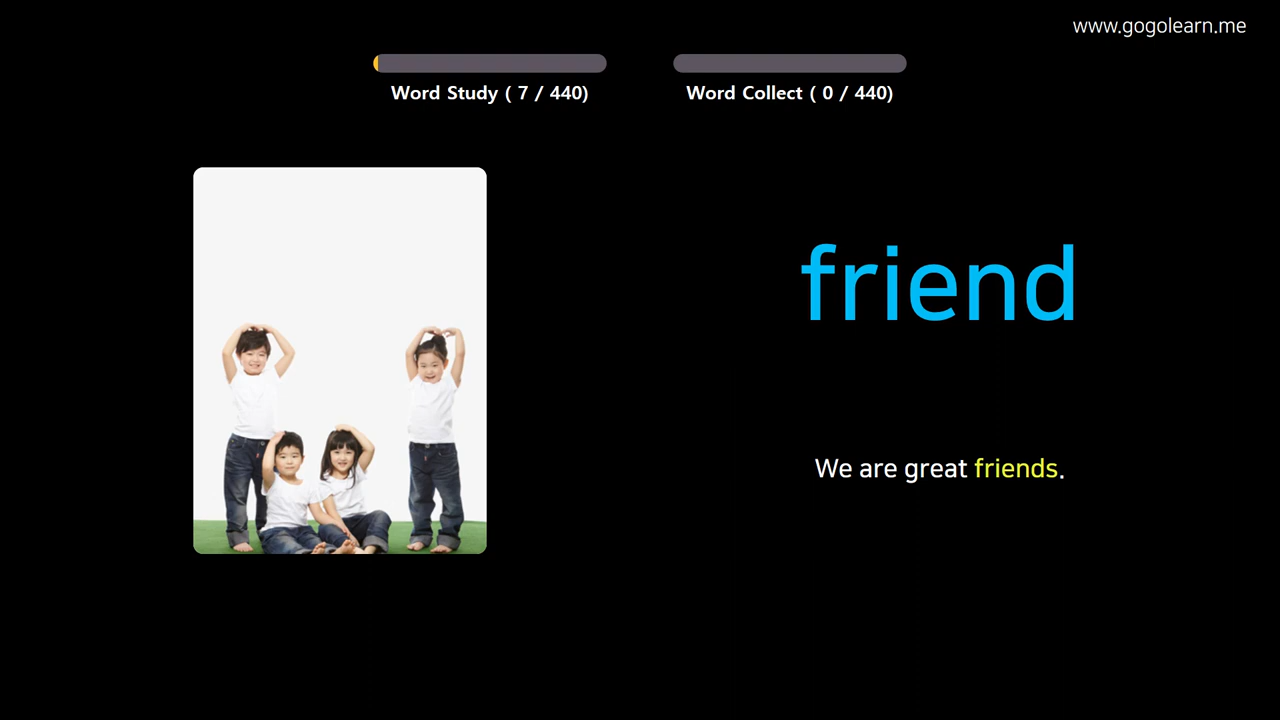 www.gogolearn.me
Word Study ( 7 / 440)
Word Collect ( 0 / 440)
friend
We are great friends.